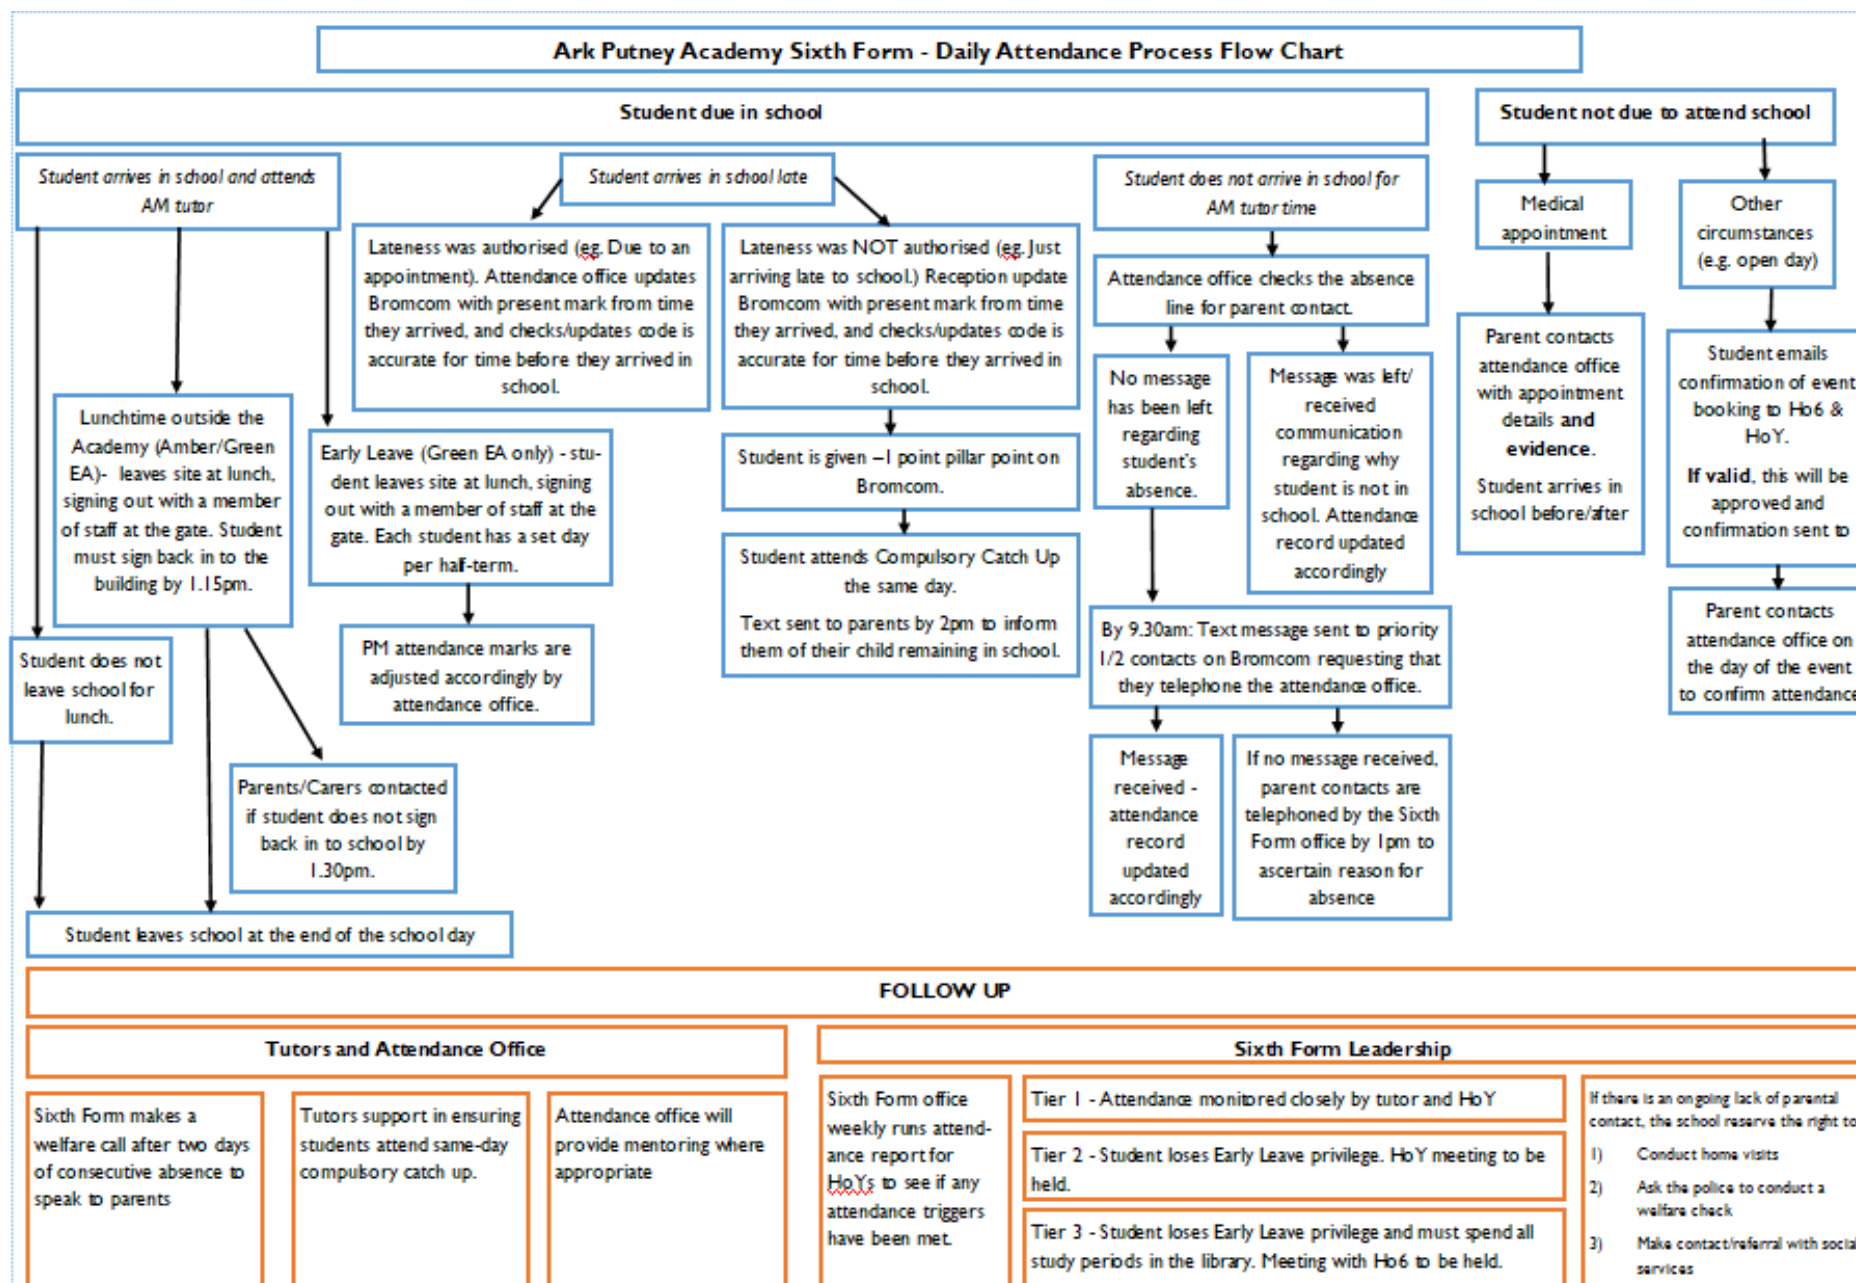 Ark Putney Academy Sixth Form - Daily Attendance Process Flow Chart
Student due in school
Student not due to attend school
Student arrives in school and attends
AM tutor
Student arrives in school late
Student does not arrive in school for
AM tutor time
Medical
appointment
Other
circumstances
(e.g. open day)
Lateness was authorised (eg. Due to an
appointment). Attendance office updates
Bromcom with present mark from time
they arrived, and checks/updates code is
accurate for time before they arrived in
school.
Lateness was NOT authorised (eg. Just
arriving late to school.) Reception update
Bromcom with present mark from time
they arrived, and checks/updates code is
accurate for time before they arrived in
school.
Attendance office checks the absence
line for parent contact.
Parent contacts
attendance office
with appointment
details and
evidence.
Student arrives in
school before/after
Student emails
confirmation of event
booking to Ho6 &
HoY.
If valid, this will be
approved and
confirmation sent to
No message
has been left
regarding
student's
absence.
Message was left/
received
communication
regarding why
student is not in
school. Attendance
record updated
accordingly
Lunchtime outside the
Academy (Amber/Green
EA)- leaves site at lunch,
signing out with a member
of staff at the gate. Student
must sign back in to the
building by 1.15pm.
Early Leave (Green EA only) - stu-
dent leaves site at lunch, signing
out with a member of staff at the
gate. Each student has a set day
per half-term.
Student is given –1 point pillar point on
Bromcom.
Student attends Compulsory Catch Up
the same day.
Text sent to parents by 2pm to inform
them of their child remaining in school.
Parent contacts
attendance office on
the day of the event
to confirm attendance
By 9.30am: Text message sent to priority
1/2 contacts on Bromcom requesting that
they telephone the attendance office.
Student does not
leave school for
lunch.
PM attendance marks are
adjusted accordingly by
attendance office.
Message
received -
attendance
record
updated
accordingly
If no message received,
parent contacts are
telephoned by the Sixth
Form office by 1pm to
ascertain reason for
absence
Parents/Carers contacted
if student does not sign
back in to school by
1.30pm.
Student leaves school at the end of the school day
FOLLOW UP
Tutors and Attendance Office
Sixth Form Leadership
Sixth Form makes a
welfare call after two days
of consecutive absence to
speak to parents
Tutors support in ensuring
students attend same-day
compulsory catch up.
Attendance office will
provide mentoring where
appropriate
Sixth Form office
weekly runs attend-
ance report for
HoYs to see if any
attendance triggers
have been met.
Tier 1 - Attendance monitored closely by tutor and HoY
Tier 2 - Student loses Early Leave privilege. HoY meeting to be
held.
Tier 3 - Student loses Early Leave privilege and must spend all
study periods in the library. Meeting with Ho6 to be held.
If there is an ongoing lack of parental
contact, the school reserve the right to
1) Conduct home visits
2) Ask the police to conduct a
welfare check
3) Make contact/referral with social
services